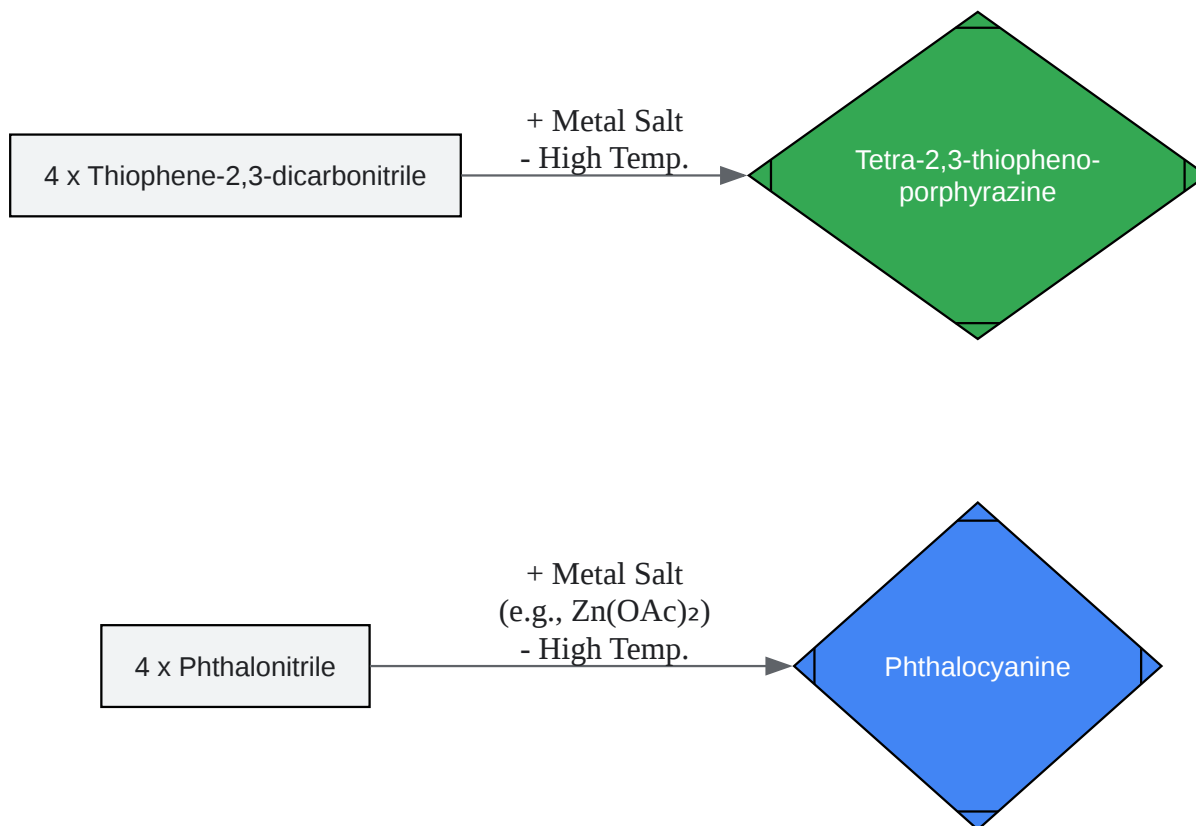 + Metal Salt
- High Temp.
4 x Thiophene-2,3-dicarbonitrile
Tetra-2,3-thiopheno-
porphyrazine
+ Metal Salt
(e.g., Zn(OAc)₂)
- High Temp.
4 x Phthalonitrile
Phthalocyanine